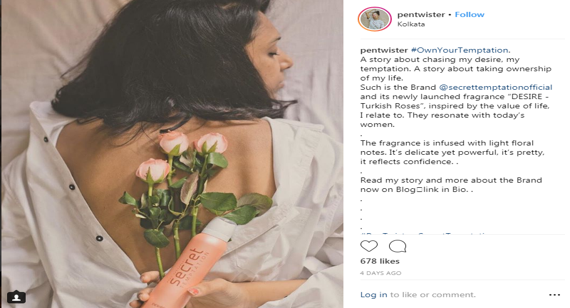 pentwister • Follow
Kolkata
pentwister #OwnYourTemptation.
A story about chasing my desire, my
temptation. A story about taking ownership
of my life.
Such is the Brand @secrettemptationofficial
and its newly launched fragrance "DESIRE -
Turkish Roses", inspired by the value of life,
I relate to. They resonate with today's
women.
.
The fragrance is infused with light floral
notes. It's delicate yet powerful, it's pretty,
it reflects confidence. .
.
Read my story and more about the Brand
now on Blog□link in Bio. .
.
.
.
.
678 likes
4 DAYS AGO
Log in to like or comment.
secret